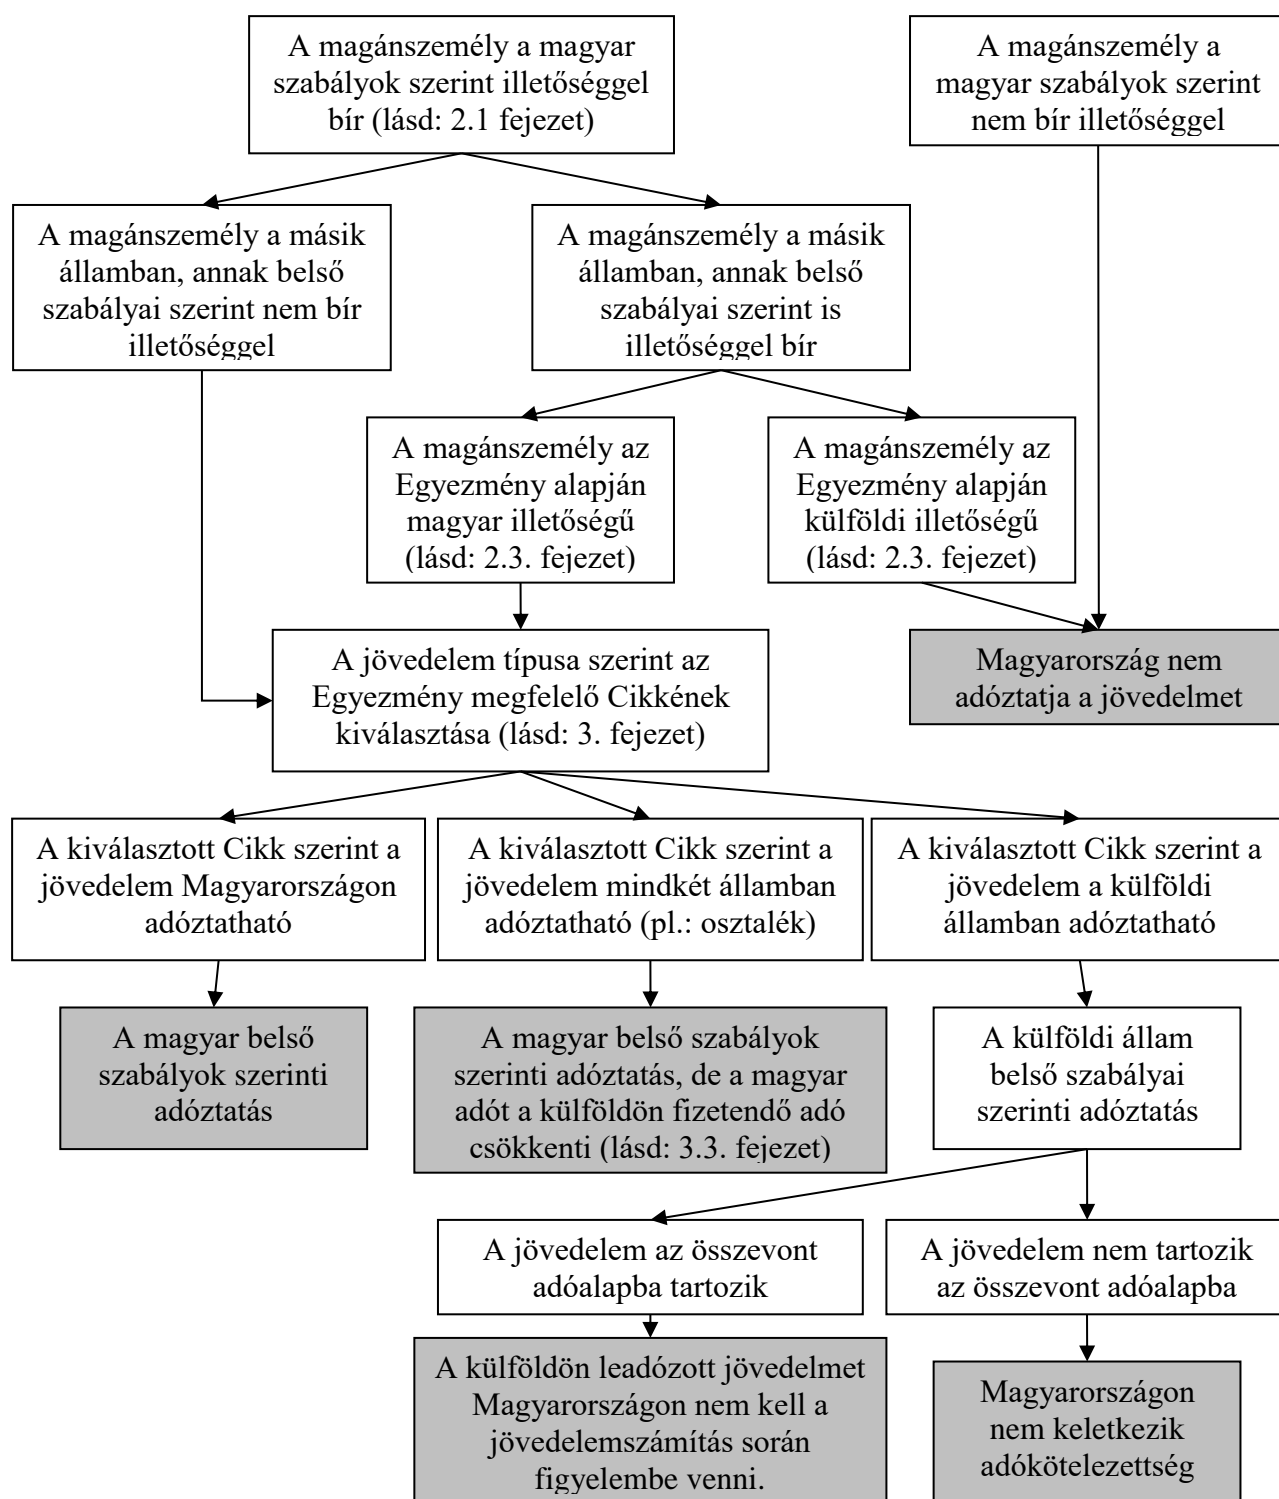 A magánszemély a magyar
szabályok szerint illetőséggel
bír (lásd: 2.1 fejezet)
A magánszemély a
magyar szabályok szerint
nem bír illetőséggel
A magánszemély a másik
államban, annak belső
szabályai szerint nem bír
illetőséggel
A magánszemély a másik
államban, annak belső
szabályai szerint is
illetőséggel bír
A magánszemély az
Egyezmény alapján
magyar illetőségű
(lásd: 2.3. fejezet)
A magánszemély az
Egyezmény alapján
külföldi illetőségű
(lásd: 2.3. fejezet)
A jövedelem típusa szerint az
Egyezmény megfelelő Cikkének
kiválasztása (lásd: 3. fejezet)
Magyarország nem
adóztatja a jövedelmet
A kiválasztott Cikk szerint a
jövedelem Magyarországon
adóztatható
A kiválasztott Cikk szerint a
jövedelem mindkét államban
adóztatható (pl.: osztalék)
A kiválasztott Cikk szerint a
jövedelem a külföldi
államban adóztatható
A magyar belső
szabályok szerinti
adóztatás
A magyar belső szabályok
szerinti adóztatás, de a magyar
adót a külföldön fizetendő adó
csökkenti (lásd: 3.3. fejezet)
A külföldi állam
belső szabályai
szerinti adóztatás
A jövedelem az összevont
adóalapba tartozik
A jövedelem nem tartozik
az összevont adóalapba
A külföldön leadózott jövedelmet
Magyarországon nem kell a
jövedelemszámítás során
figyelembe venni.
Magyarországon
nem keletkezik
adókötelezettség